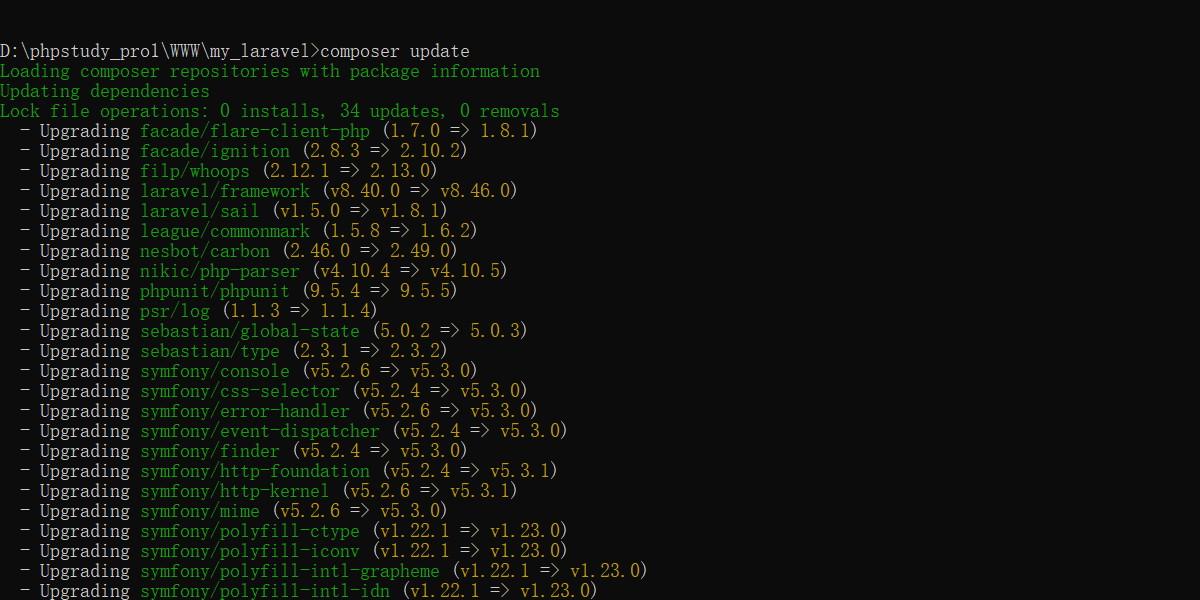 D:\phpstudy_pro1\WWW\my_laravel>composer update
Loading composer repositories with package information
Updating dependencies
Lock file operations: 0 installs, 34 updates, 0 removals
  - Upgrading facade/flare-client-php (1.7.0 => 1.8.1)
  - Upgrading facade/ignition (2.8.3 => 2.10.2)
  - Upgrading filp/whoops (2.12.1 => 2.13.0)
  - Upgrading laravel/framework (v8.40.0 => v8.46.0)
  - Upgrading laravel/sail (v1.5.0 => v1.8.1)
  - Upgrading league/commonmark (1.5.8 => 1.6.2)
  - Upgrading nesbot/carbon (2.46.0 => 2.49.0)
  - Upgrading nikic/php-parser (v4.10.4 => v4.10.5)
  - Upgrading phpunit/phpunit (9.5.4 => 9.5.5)
  - Upgrading psr/log (1.1.3 => 1.1.4)
  - Upgrading sebastian/global-state (5.0.2 => 5.0.3)
  - Upgrading sebastian/type (2.3.1 => 2.3.2)
  - Upgrading symfony/console (v5.2.6 => v5.3.0)
  - Upgrading symfony/css-selector (v5.2.4 => v5.3.0)
  - Upgrading symfony/error-handler (v5.2.6 => v5.3.0)
  - Upgrading symfony/event-dispatcher (v5.2.4 => v5.3.0)
  - Upgrading symfony/finder (v5.2.4 => v5.3.0)
  - Upgrading symfony/http-foundation (v5.2.4 => v5.3.1)
  - Upgrading symfony/http-kernel (v5.2.6 => v5.3.1)
  - Upgrading symfony/mime (v5.2.6 => v5.3.0)
  - Upgrading symfony/polyfill-ctype (v1.22.1 => v1.23.0)
  - Upgrading symfony/polyfill-iconv (v1.22.1 => v1.23.0)
  - Upgrading symfony/polyfill-intl-grapheme (v1.22.1 => v1.23.0)
  - Upgrading symfony/polyfill-intl-idn (v1.22.1 => v1.23.0)